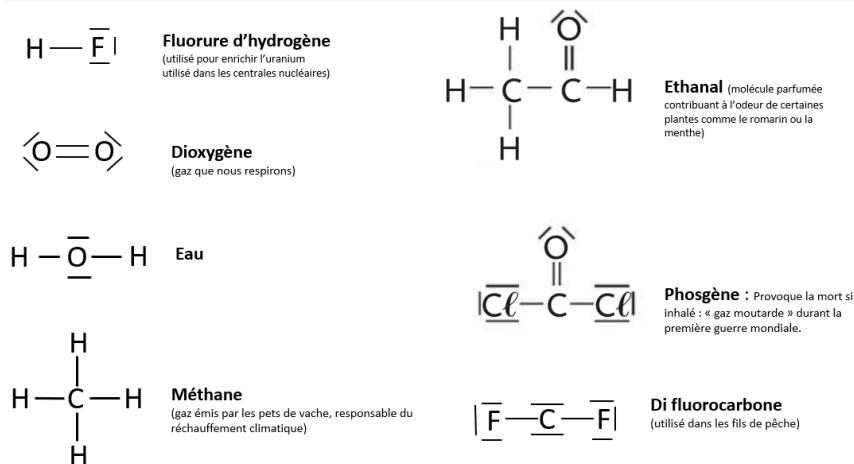 H — F
Fluorure d'hydrogène
(utilisé pour enrichir l'uranium
utilisé dans les centrales nucléaires)
O = O
Dioxygène
(gaz que nous respirons)
H — O — H
Eau
H
H — C — H
H
Méthane
(gaz émis par les pets de vache, responsable du
réchauffement climatique)
H O
H — C — C — H
H
Ethanal (molécule parfumée
contribuant à l'odeur de certaines
plantes comme le romarin ou la
menthe)
O
Cℓ — C — Cℓ
Phosgène : Provoque la mort si
inhalé : « gaz moutarde » durant la
première guerre mondiale.
F — C — F
Di fluorocarbone
(utilisé dans les fils de pêche)